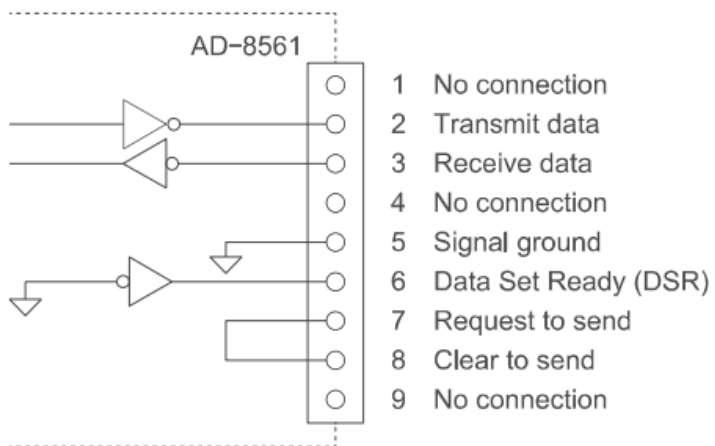 AD-8561
1 No connection
2 Transmit data
3 Receive data
4 No connection
5 Signal ground
6 Data Set Ready (DSR)
7 Request to send
8 Clear to send
9 No connection